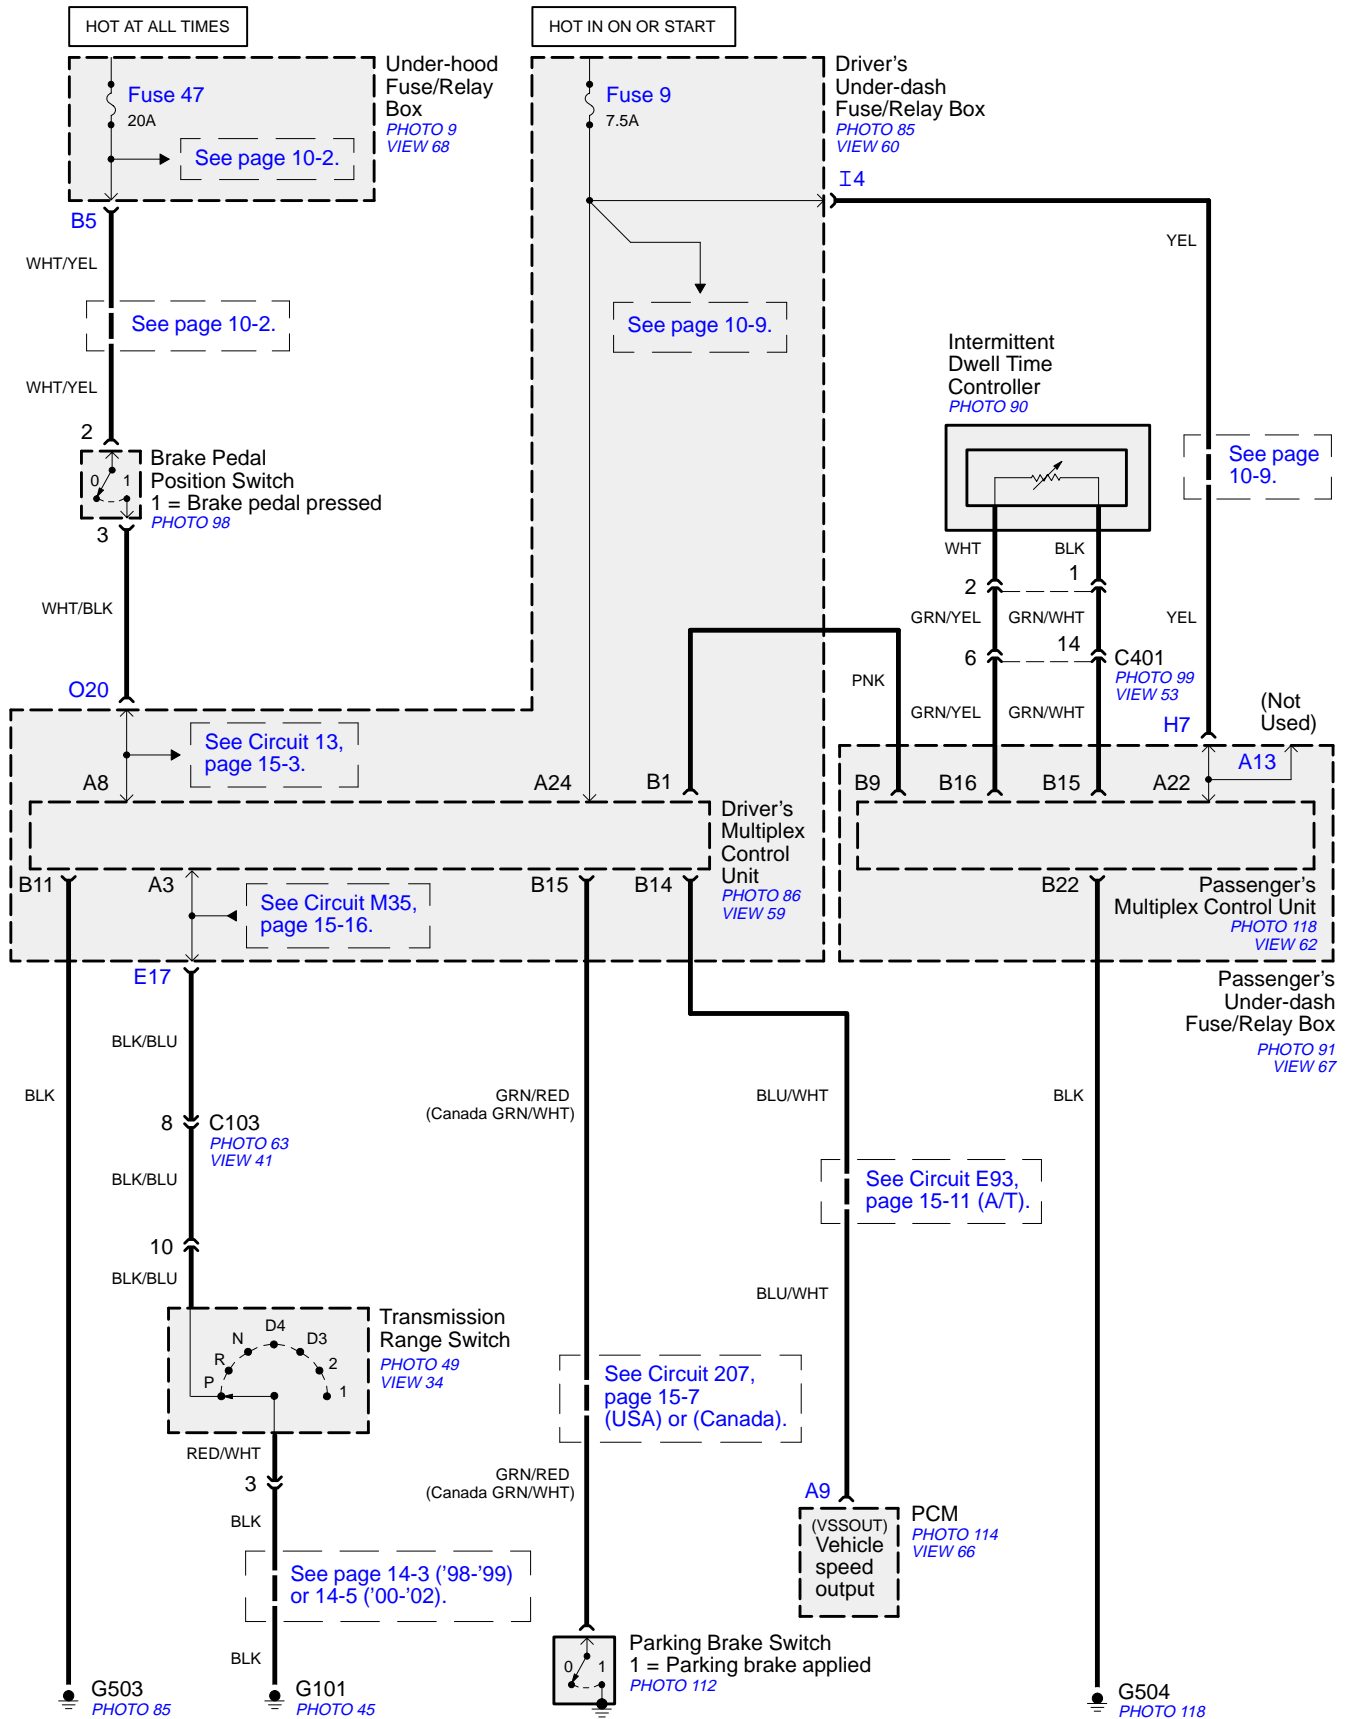 HOT AT ALL TIMES
HOT IN ON OR START
Under-hood
Fuse/Relay
Box
PHOTO 9
VIEW 68
Fuse 47
20A
See page 10-2.
B5
Fuse 9
7.5A
Driver's
Under-dash
Fuse/Relay Box
PHOTO 85
VIEW 60
I4
WHT/YEL
YEL
See page 10-2.
See page 10-9.
Intermittent
Dwell Time
Controller
PHOTO 90
WHT/YEL
2
Brake Pedal
Position Switch
1 = Brake pedal pressed
PHOTO 98
0 1
3
See page
10-9.
WHT
BLK
2
1
WHT/BLK
GRN/YEL
GRN/WHT
YEL
6
14
C401
PHOTO 99
VIEW 53
PNK
O20
GRN/YEL
GRN/WHT
H7
(Not
Used)
See Circuit 13,
page 15-3.
A13
A8
A24
B1
B9
B16
B15
A22
Driver's
Multiplex
Control
Unit
PHOTO 86
VIEW 59
B11
A3
B15
B14
B22
Passenger's
Multiplex Control Unit
PHOTO 118
VIEW 62
See Circuit M35,
page 15-16.
E17
Passenger's
Under-dash
Fuse/Relay Box
PHOTO 91
VIEW 67
BLK/BLU
BLK
GRN/RED
(Canada GRN/WHT)
BLU/WHT
BLK
8
C103
PHOTO 63
VIEW 41
BLK/BLU
See Circuit E93,
page 15-11 (A/T).
10
BLK/BLU
BLU/WHT
Transmission
Range Switch
PHOTO 49
VIEW 34
P
R
N
D4
D3
2
1
See Circuit 207,
page 15-7
(USA) or (Canada).
RED/WHT
3
GRN/RED
(Canada GRN/WHT)
A9
BLK
PCM
PHOTO 114
VIEW 66
(VSSOUT)
Vehicle
speed
output
See page 14-3 ('98-'99)
or 14-5 ('00-'02).
BLK
Parking Brake Switch
1 = Parking brake applied
PHOTO 112
0 1
G503
PHOTO 85
G101
PHOTO 45
G504
PHOTO 118